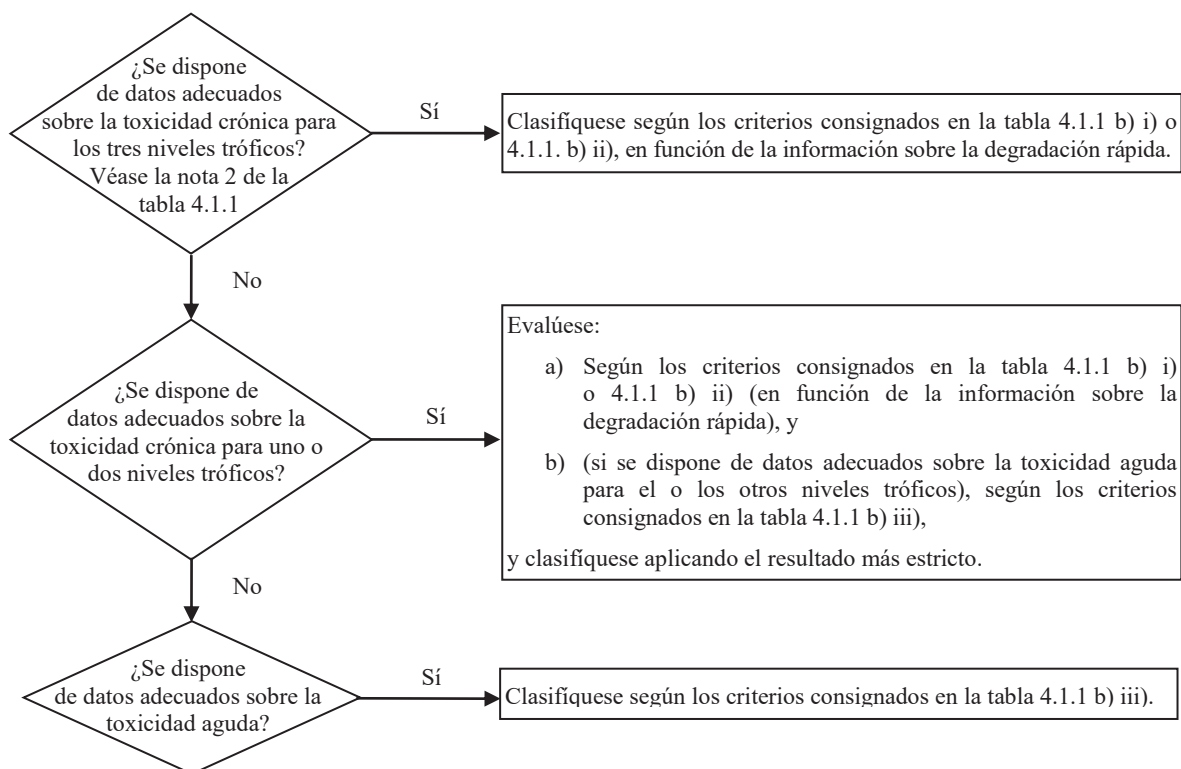 ¿Se dispone
de datos adecuados
sobre la toxicidad crónica para
los tres niveles tróficos?
Véase la nota 2 de la
tabla 4.1.1
Sí
Clasifíquese según los criterios consignados en la tabla 4.1.1 b) i) o
4.1.1. b) ii), en función de la información sobre la degradación rápida.
No
¿Se dispone de
datos adecuados sobre la
toxicidad crónica para uno o
dos niveles tróficos?
Sí
Evalúese:
a) Según los criterios consignados en la tabla 4.1.1 b) i)
o 4.1.1 b) ii) (en función de la información sobre la
degradación rápida), y
b) (si se dispone de datos adecuados sobre la toxicidad aguda
para el o los otros niveles tróficos), según los criterios
consignados en la tabla 4.1.1 b) iii),
y clasifíquese aplicando el resultado más estricto.
No
¿Se dispone
de datos adecuados sobre la
toxicidad aguda?
Sí
Clasifíquese según los criterios consignados en la tabla 4.1.1 b) iii).